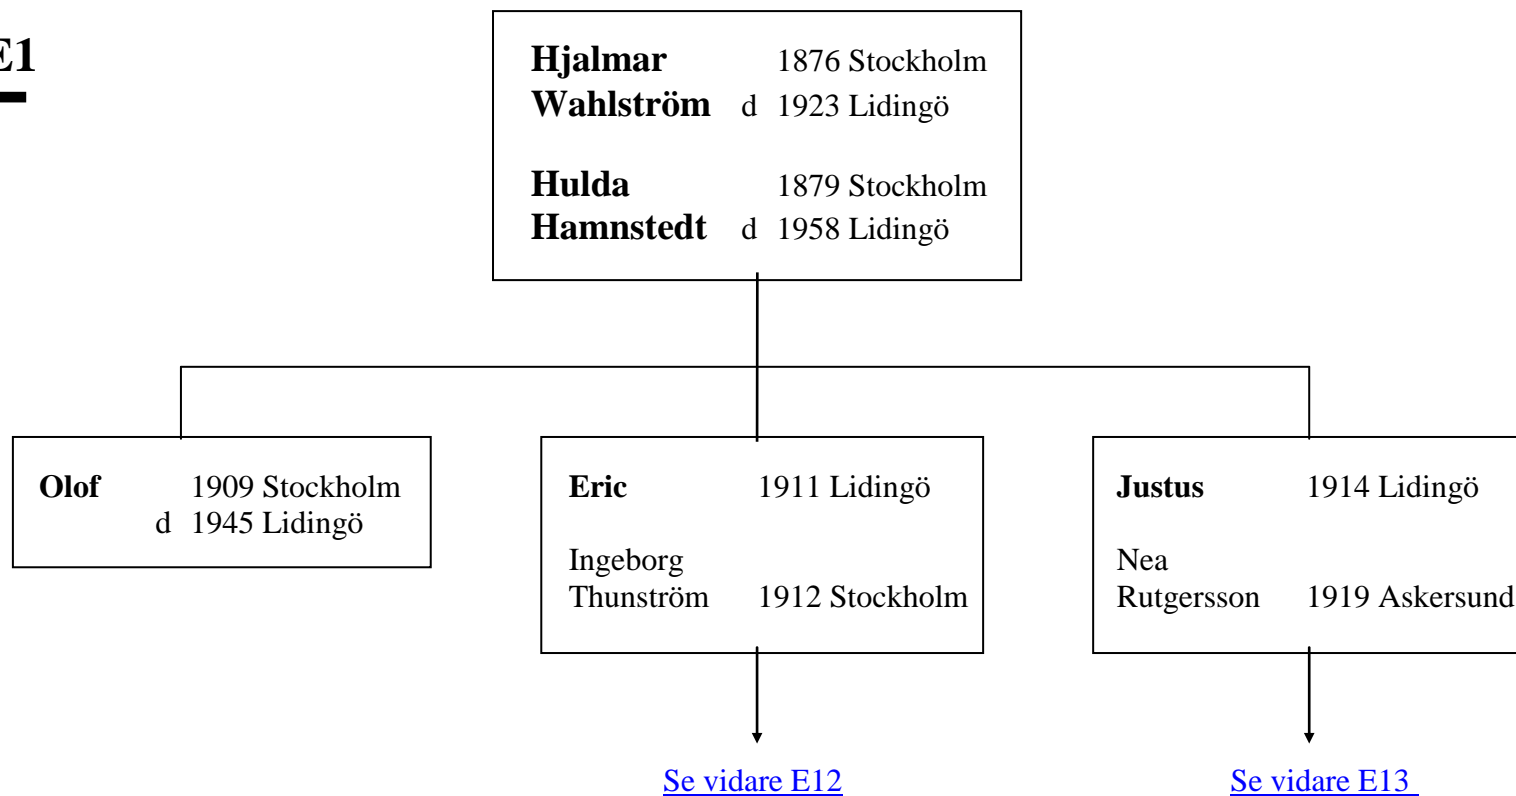 E1
Hjalmar 1876 Stockholm
Wahlström d 1923 Lidingö
Hulda 1879 Stockholm
Hamnstedt d 1958 Lidingö
Olof 1909 Stockholm
d 1945 Lidingö
Eric 1911 Lidingö
Ingeborg
Thunström 1912 Stockholm
Justus 1914 Lidingö
Nea
Rutgersson 1919 Askersund
Se vidare E12
Se vidare E13